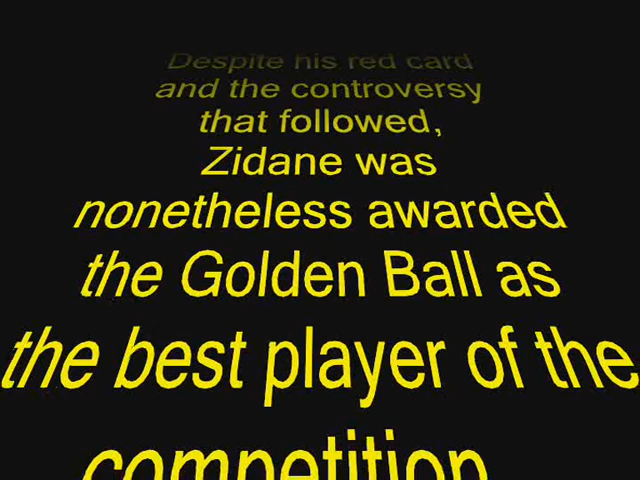 Despite his red card
and the controversy
that followed,
Zidane was
nonetheless awarded
the Golden Ball as
the best player of the
competition